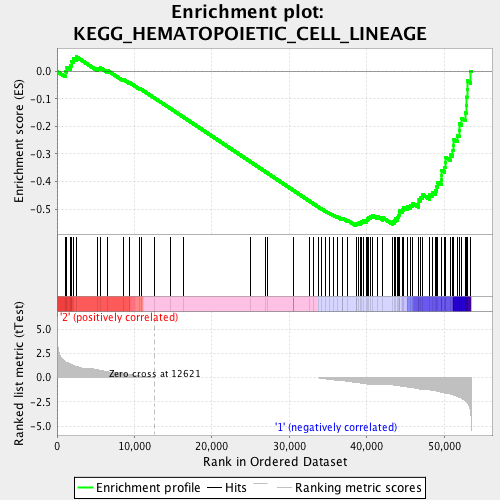 Enrichment plot:
KEGG_HEMATOPOIETIC_CELL_LINEAGE
Enrichment score (ES)
0.0
-0.1
-0.2
-0.3
-0.4
-0.5
Ranked list metric (tTest)
'2' (positively correlated)
5.0
2.5
0.0
-2.5
-5.0
Zero cross at 12621
'1' (negatively correlated)
0
10,000
20,000
30,000
40,000
50,000
Rank in Ordered Dataset
Enrichment profile
Hits
Ranking metric scores